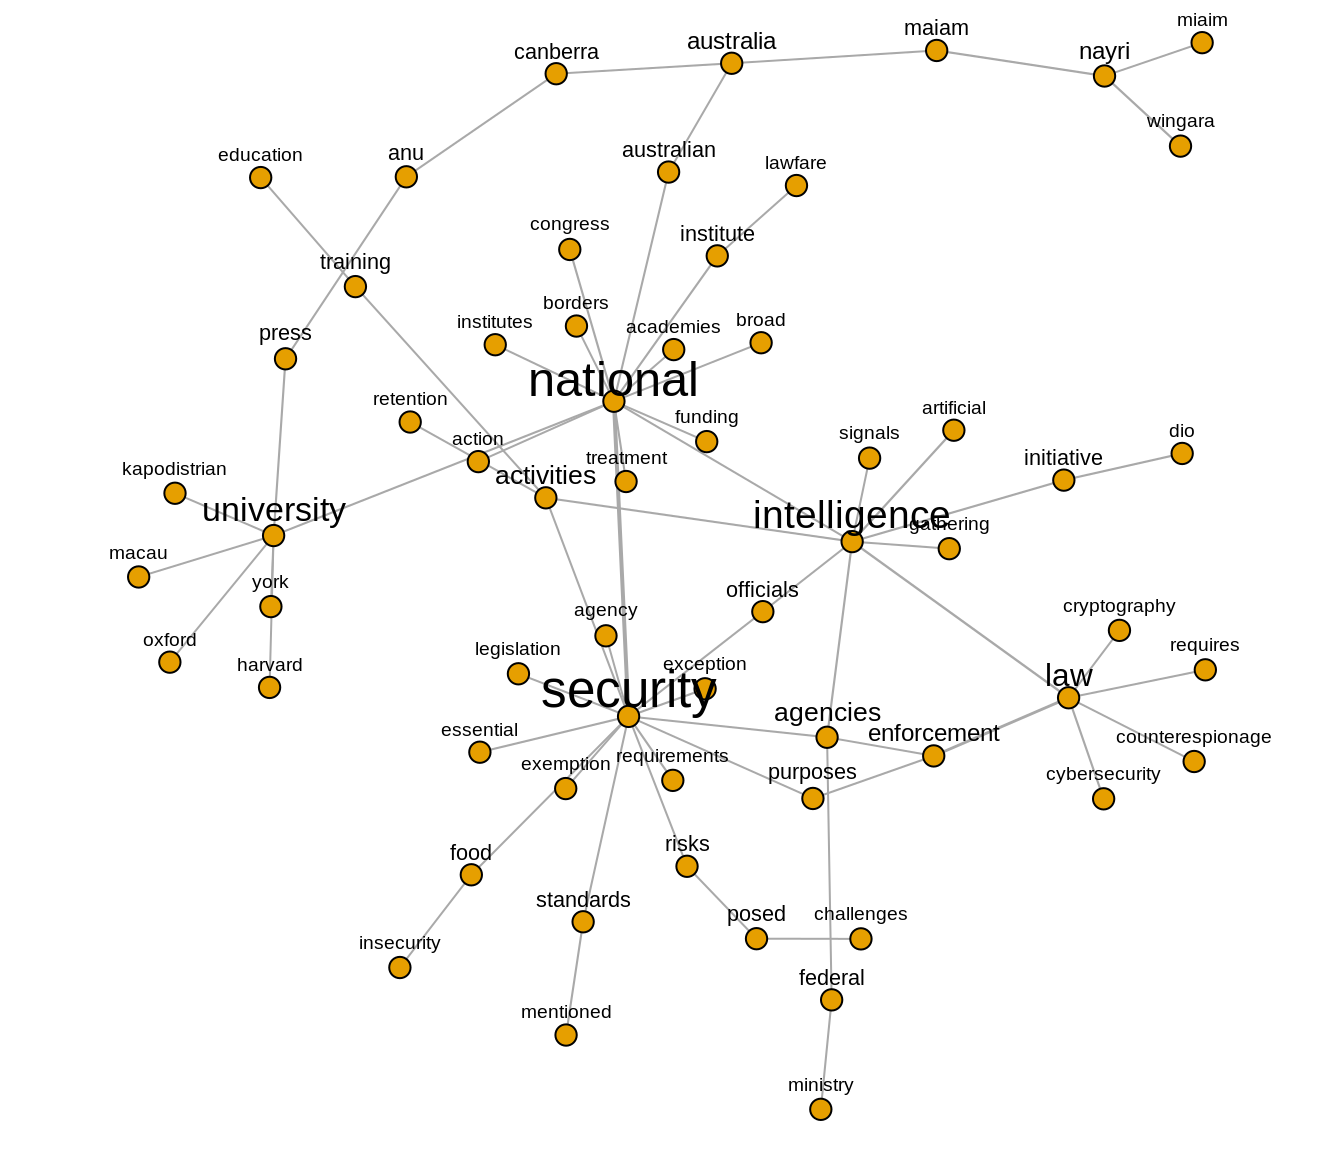 miaim
maiam
australia
nayri
canberra
wingara
education
anu
australian
lawfare
congress
institute
training
borders
institutes
academies
broad
press
national
retention
funding
artificial
action
signals
dio
treatment
initiative
kapodistrian
activities
university
intelligence
gathering
macau
york
officials
agency
cryptography
oxford
harvard
legislation
exception
requires
law
security
agencies
essential
enforcement
counterespionage
exemption
requirements
purposes
cybersecurity
food
risks
standards
posed
challenges
insecurity
federal
mentioned
ministry